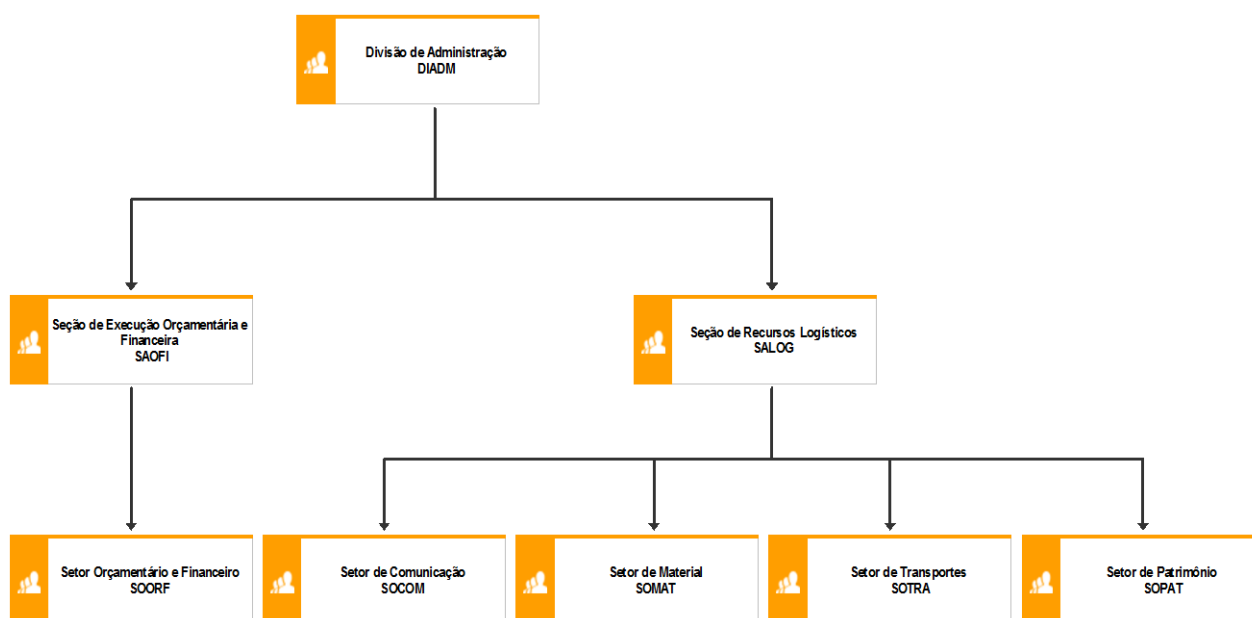 Divisão de Administração
DIADM
Seção de Execução Orçamentária e
Financeira
SAOFI
Seção de Recursos Logísticos
SALOG
Setor Orçamentário e Financeiro
SOORF
Setor de Comunicação
SOCOM
Setor de Material
SOMAT
Setor de Transportes
SOTRA
Setor de Patrimônio
SOPAT